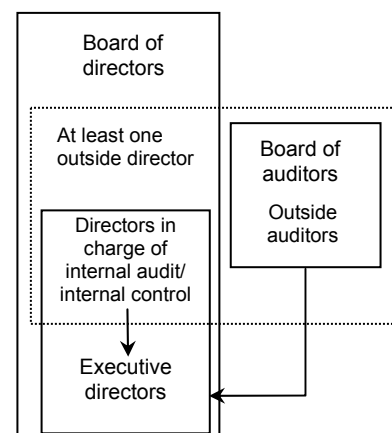 Board of
directors
At least one
outside director
Board of
auditors
Outside
auditors
Directors in
charge of
internal audit/
internal control
Executive
directors